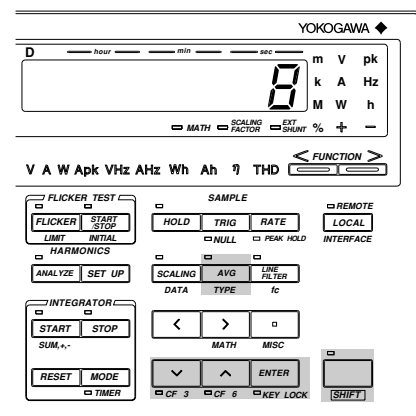 YOKOGAWA
D hour min sec m V pk
8 k A Hz
M W h
MATH SCALING FACTOR EXT SHUNT % + −
V A W Apk VHz AHz Wh Ah η THD < FUNCTION >
FLICKER TEST SAMPLE REMOTE
FLICKER START /STOP HOLD TRIG RATE LOCAL
LIMIT INITIAL NULL PEAK HOLD INTERFACE
HARMONICS
ANALYZE SET UP SCALING AVG LINE FILTER
DATA TYPE fc
INTEGRATOR
START STOP < > ▫
SUM,+,- MATH MISC
RESET MODE ∨ ∧ ENTER
TIMER CF 3 CF 6 KEY LOCK SHIFT